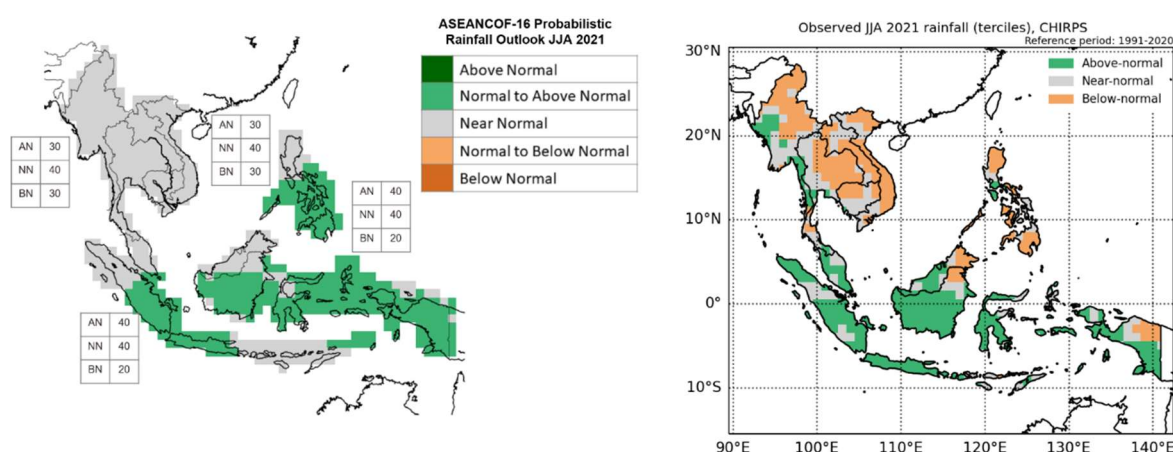 ASEANCOF-16 Probabilistic
Rainfall Outlook JJA 2021
Above Normal
Normal to Above Normal
Near Normal
Normal to Below Normal
Below Normal
AN 30
NN 40
BN 30
AN 30
NN 40
BN 30
AN 40
NN 40
BN 20
AN 40
NN 40
BN 20
Observed JJA 2021 rainfall (terciles), CHIRPS
Reference period: 1991-2020
Above-normal
Near-normal
Below-normal
30°N
20°N
10°N
0°
10°S
90°E 100°E 110°E 120°E 130°E 140°E